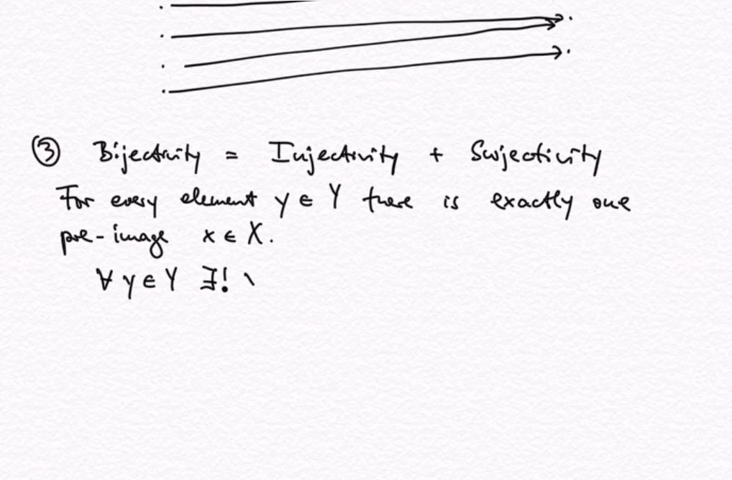 ③ Bijectivity = Injectivity + Surjectivity
For every element y ∈ Y there is exactly one
pre-image x ∈ X.
∀ y ∈ Y ∃!